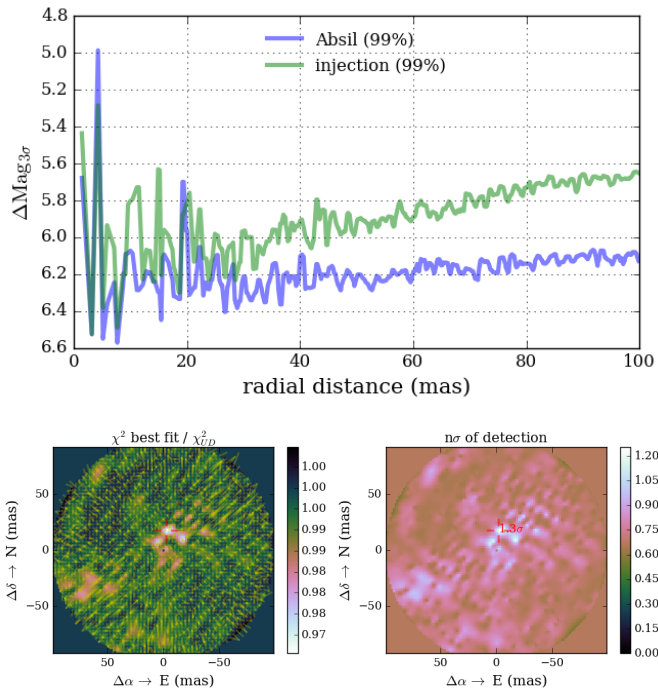 4.8
5.0
5.2
5.4
5.6
5.8
6.0
6.2
6.4
6.6
ΔMag3σ
Absil (99%)
injection (99%)
0 20 40 60 80 100
radial distance (mas)
χ² best fit / χ²UD
50
0
−50
Δδ → N (mas)
50 0 −50
Δα → E (mas)
1.00
1.00
0.99
0.99
0.99
0.98
0.98
0.98
0.97
nσ of detection
1.3σ
50
0
−50
Δδ → N (mas)
50 0 −50
Δα → E (mas)
1.20
1.05
0.90
0.75
0.60
0.45
0.30
0.15
0.00